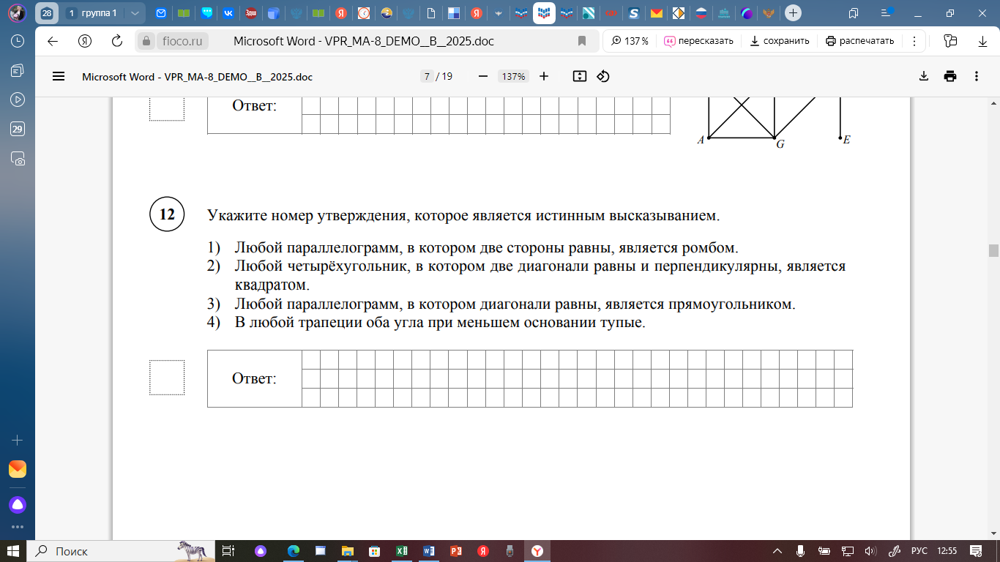 28
1 группа 1
Здш
fioco.ru
Microsoft Word - VPR_MA-8_DEMO__B__2025.doc
137 %
пересказать
сохранить
распечатать
Microsoft Word - VPR_MA-8_DEMO__B__2025.doc
7 / 19
137%
29
Ответ:
A
G
E
12
Укажите номер утверждения, которое является истинным высказыванием.
1) Любой параллелограмм, в котором две стороны равны, является ромбом.
2) Любой четырёхугольник, в котором две диагонали равны и перпендикулярны, является
квадратом.
3) Любой параллелограмм, в котором диагонали равны, является прямоугольником.
4) В любой трапеции оба угла при меньшем основании тупые.
Ответ:
Поиск
РУС
12:55